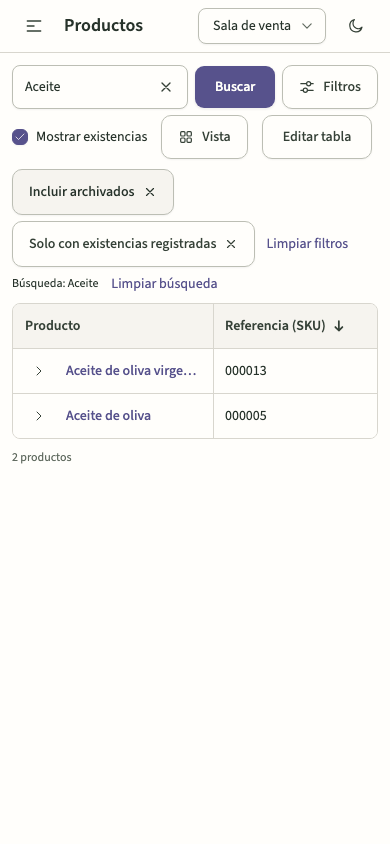 Productos
Sala de venta
Aceite
Buscar
Filtros
Mostrar existencias
Vista
Editar tabla
Incluir archivados
Solo con existencias registradas
Limpiar filtros
Búsqueda: Aceite
Limpiar búsqueda
Producto
Referencia (SKU)
Aceite de oliva virge...
000013
Aceite de oliva
000005
2 productos